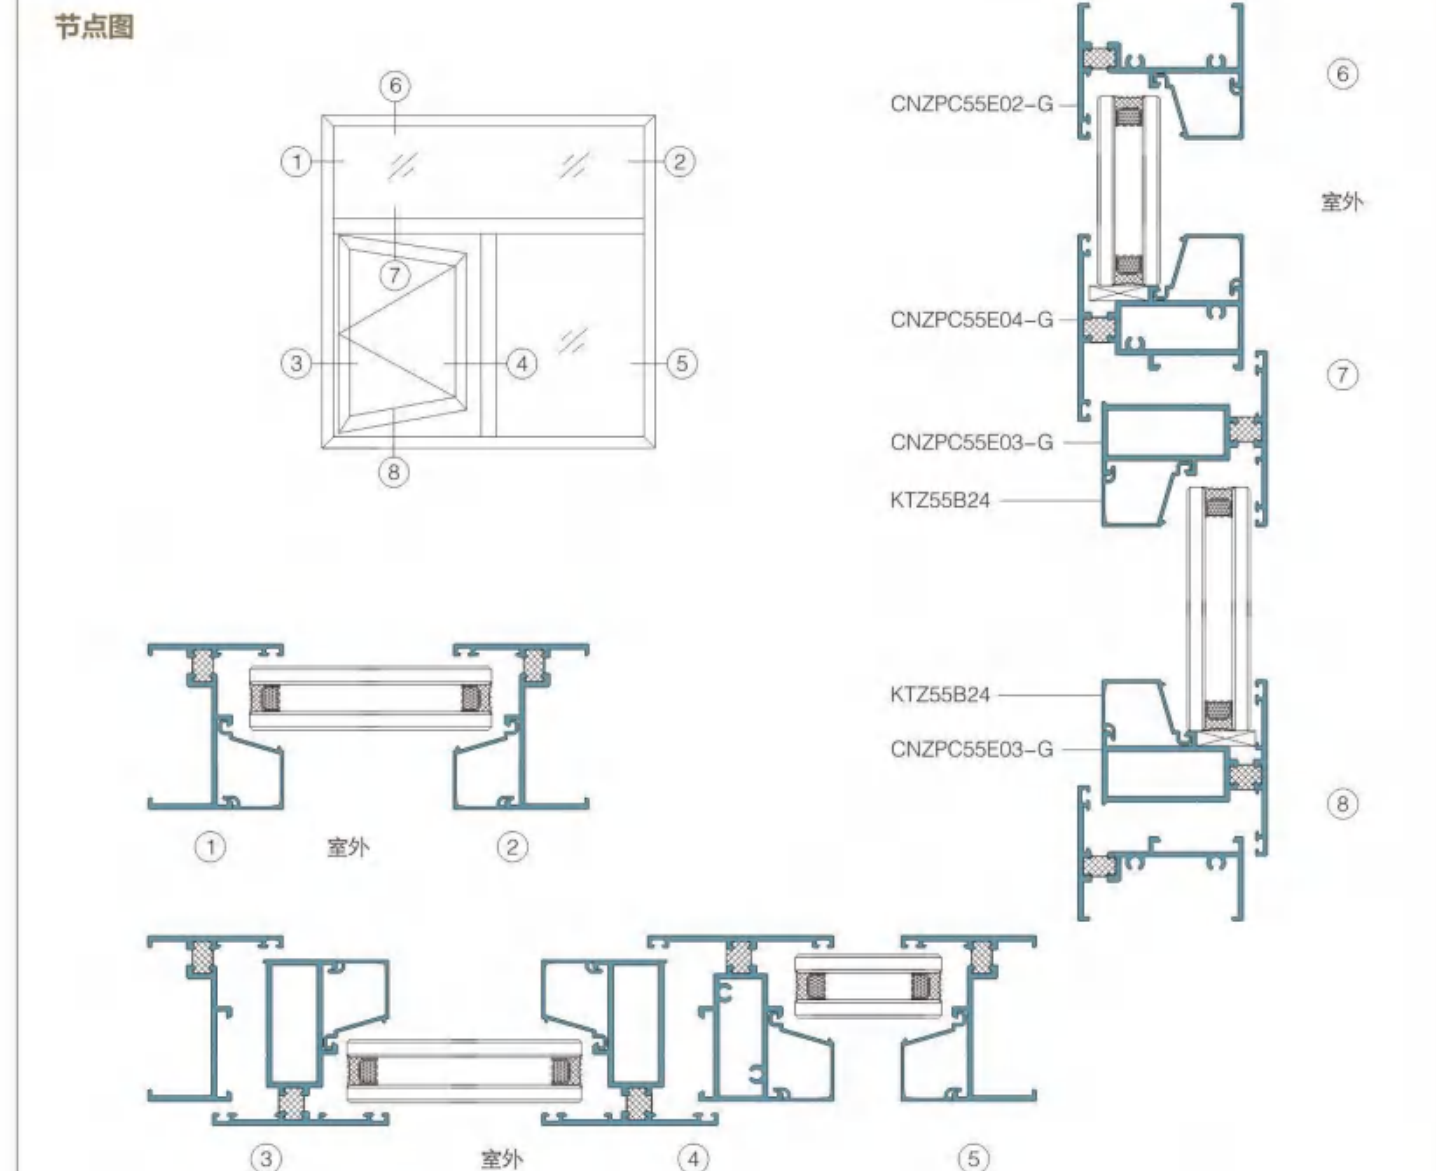 节点图
⑥
① ②
⑦
③ ④ ⑤
⑧
CNZPC55E02-G
⑥
室外
CNZPC55E04-G
⑦
CNZPC55E03-G
KTZ55B24
KTZ55B24
CNZPC55E03-G
⑧
① 室外 ②
③ 室外 ④ ⑤